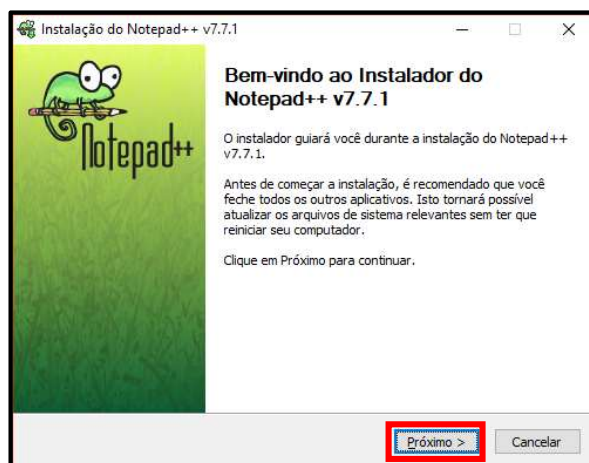 Instalação do Notepad++ v7.7.1
Notepad++
Bem-vindo ao Instalador do
Notepad++ v7.7.1
O instalador guiará você durante a instalação do Notepad++
v7.7.1.
Antes de começar a instalação, é recomendado que você
feche todos os outros aplicativos. Isto tornará possível
atualizar os arquivos de sistema relevantes sem ter que
reiniciar seu computador.
Clique em Próximo para continuar.
Próximo >
Cancelar